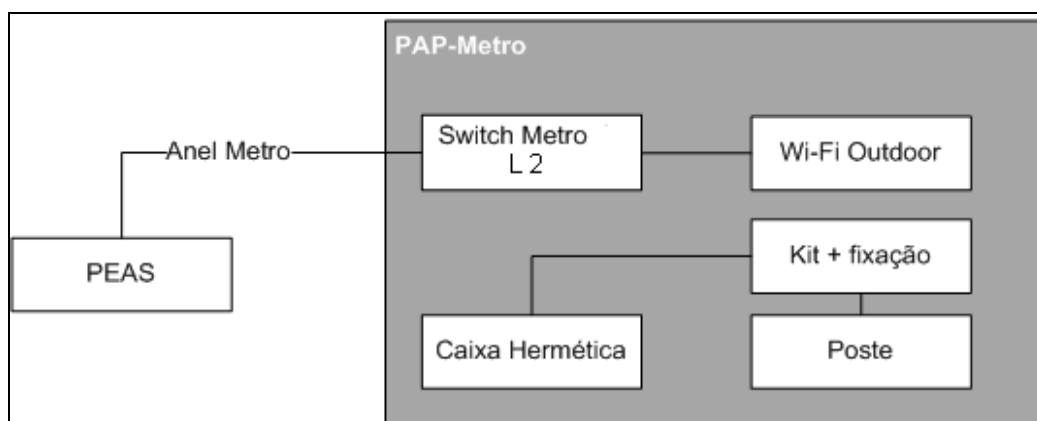 PAP-Metro
Switch Metro
L 2
Wi-Fi Outdoor
Anel Metro
PEAS
Kit + fixação
Caixa Hermética
Poste